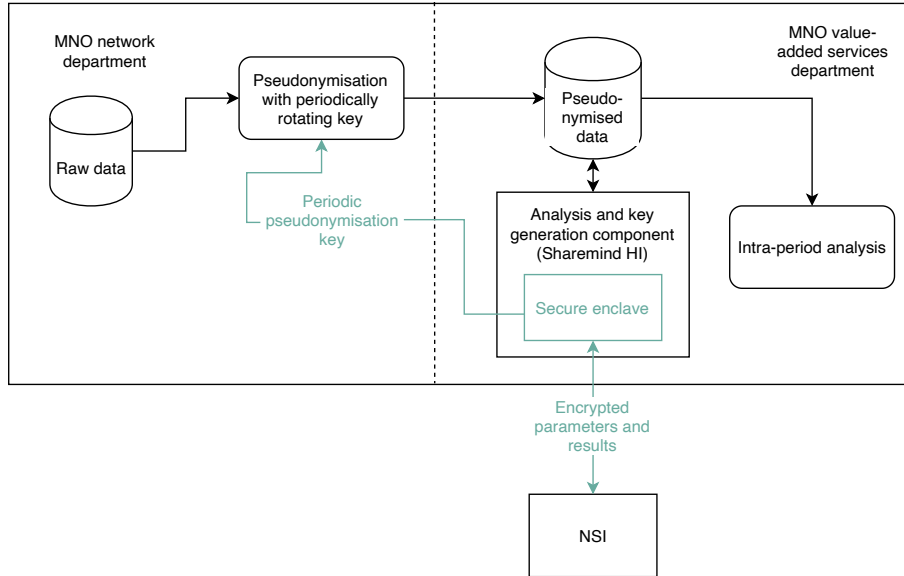 MNO network
department
Raw data
Pseudonymisation
with periodically
rotating key
Periodic
pseudonymisation
key
MNO value-
added services
department
Pseudo-
nymised
data
Analysis and key
generation component
(Sharemind HI)
Secure enclave
Intra-period analysis
Encrypted
parameters and
results
NSI